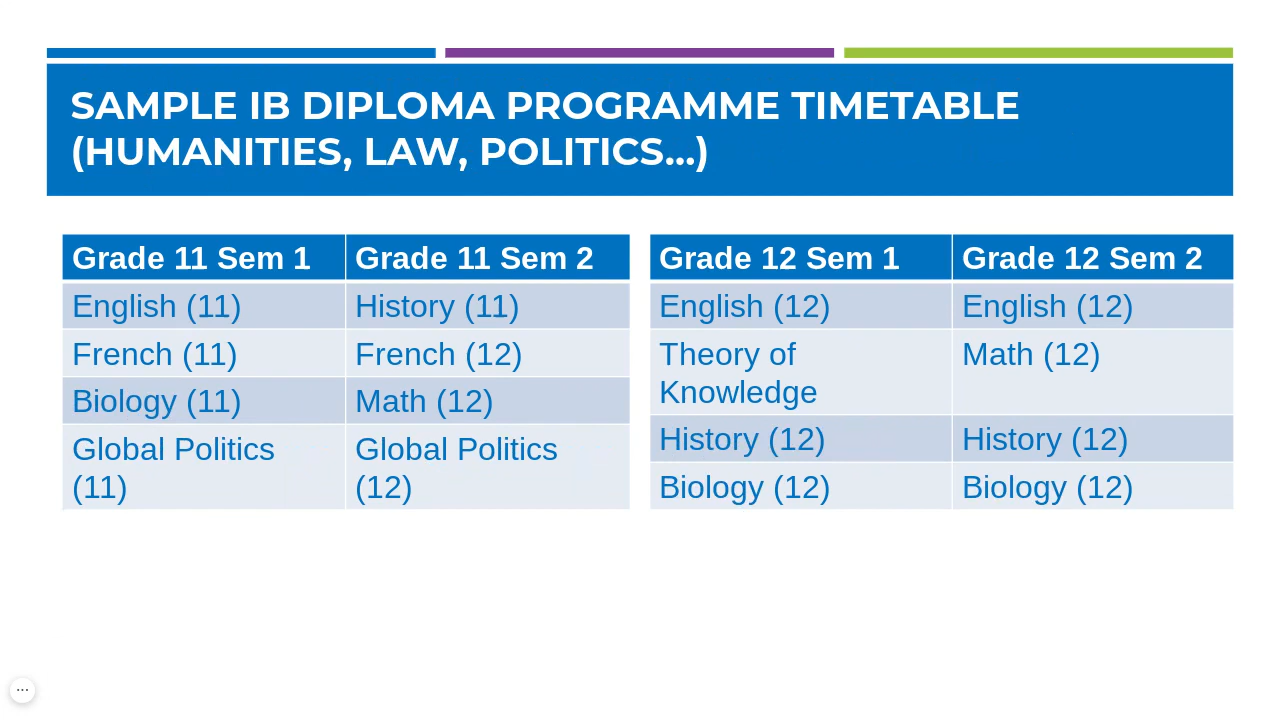 SAMPLE IB DIPLOMA PROGRAMME TIMETABLE
(HUMANITIES, LAW, POLITICS...)
Grade 11 Sem 1
Grade 11 Sem 2
English (11)
History (11)
French (11)
French (12)
Biology (11)
Math (12)
Global Politics
(11)
Global Politics
(12)
Grade 12 Sem 1
Grade 12 Sem 2
English (12)
English (12)
Theory of
Knowledge
Math (12)
History (12)
History (12)
Biology (12)
Biology (12)